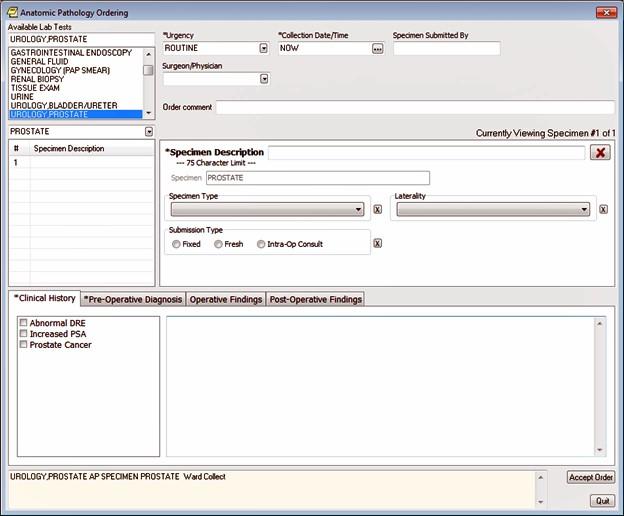 Anatomic Pathology Ordering
Available Lab Tests
UROLOGY,PROSTATE
GASTROINTESTINAL ENDOSCOPY
GENERAL FLUID
GYNECOLOGY (PAP SMEAR)
RENAL BIOPSY
TISSUE EXAM
URINE
UROLOGY,BLADDER/URETER
UROLOGY,PROSTATE
*Urgency
ROUTINE
*Collection Date/Time
NOW
Specimen Submitted By
Surgeon/Physician
Order comment
PROSTATE
Currently Viewing Specimen #1 of 1
# Specimen Description
1
*Specimen Description
--- 75 Character Limit ---
Specimen PROSTATE
Specimen Type
X
Laterality
X
Submission Type
Fixed Fresh Intra-Op Consult
X
*Clinical History *Pre-Operative Diagnosis Operative Findings Post-Operative Findings
Abnormal DRE
Increased PSA
Prostate Cancer
UROLOGY,PROSTATE AP SPECIMEN PROSTATE Ward Collect
Accept Order
Quit